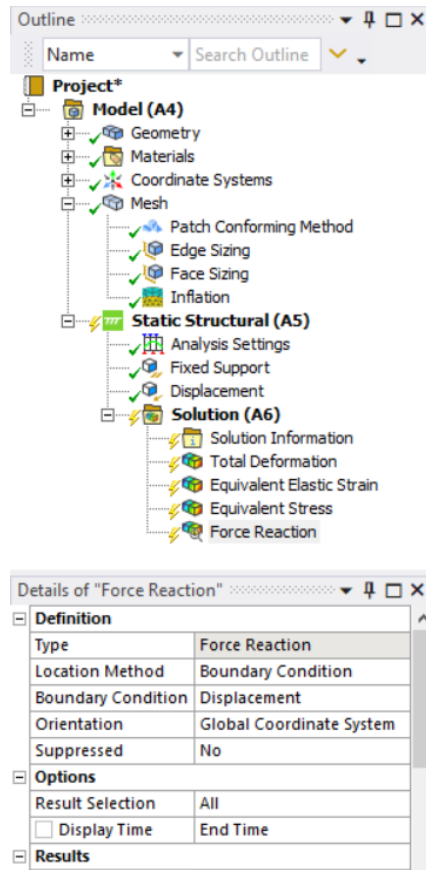 Outline
Name Search Outline
Project*
Model (A4)
Geometry
Materials
Coordinate Systems
Mesh
Patch Conforming Method
Edge Sizing
Face Sizing
Inflation
Static Structural (A5)
Analysis Settings
Fixed Support
Displacement
Solution (A6)
Solution Information
Total Deformation
Equivalent Elastic Strain
Equivalent Stress
Force Reaction
Details of "Force Reaction"
Definition
Type Force Reaction
Location Method Boundary Condition
Boundary Condition Displacement
Orientation Global Coordinate System
Suppressed No
Options
Result Selection All
Display Time End Time
Results